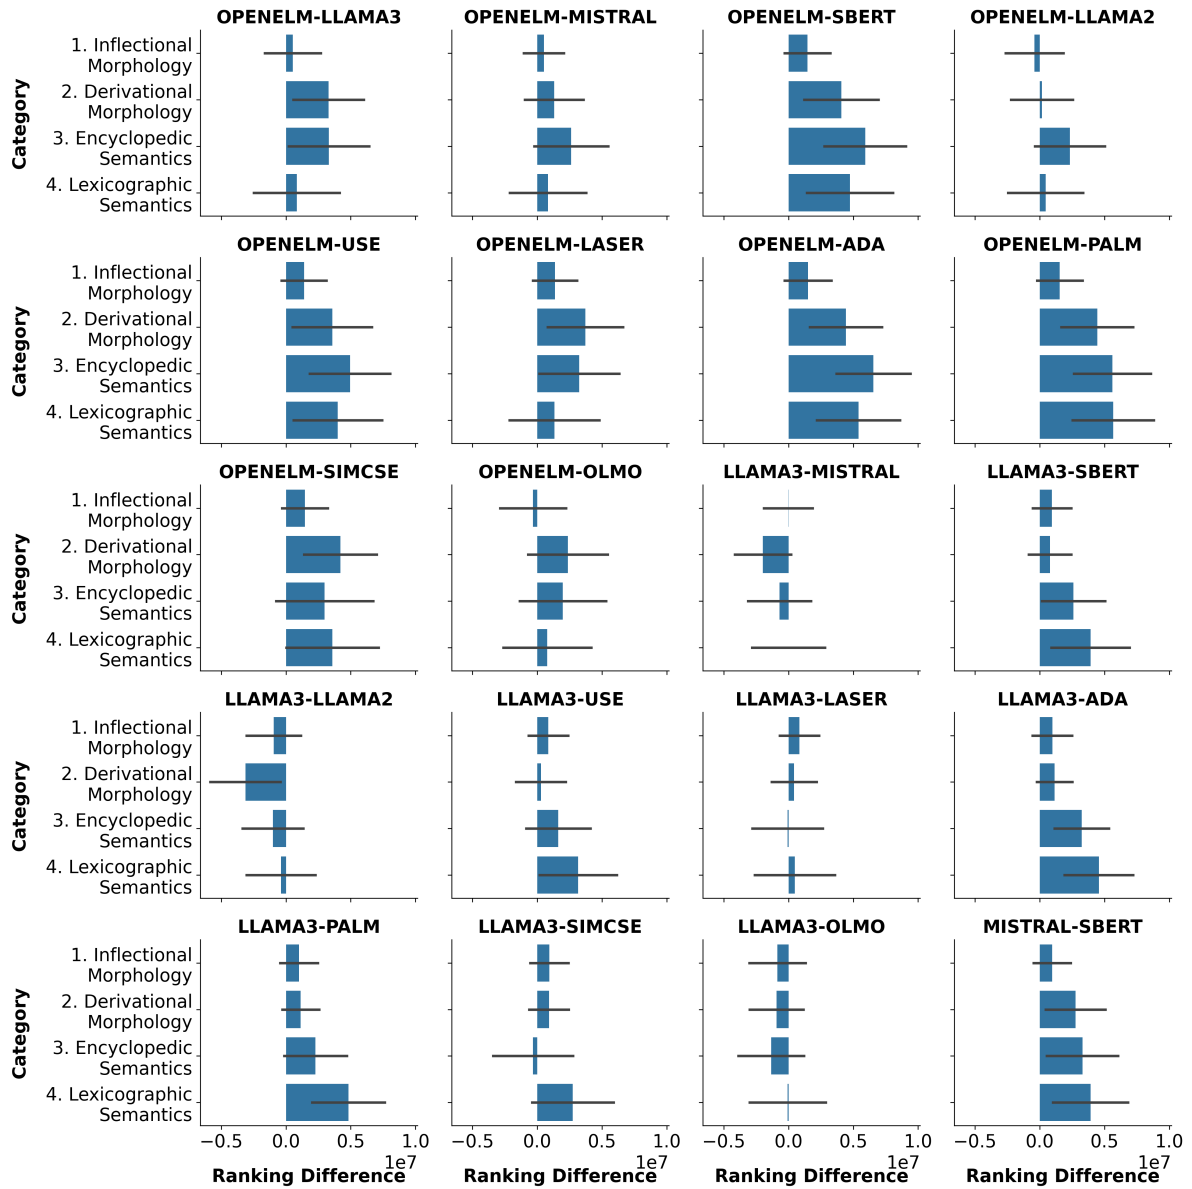 OPENELM-LLAMA3 OPENELM-MISTRAL OPENELM-SBERT OPENELM-LLAMA2
Category
1. Inflectional
Morphology
2. Derivational
Morphology
3. Encyclopedic
Semantics
4. Lexicographic
Semantics
OPENELM-USE OPENELM-LASER OPENELM-ADA OPENELM-PALM
Category
1. Inflectional
Morphology
2. Derivational
Morphology
3. Encyclopedic
Semantics
4. Lexicographic
Semantics
OPENELM-SIMCSE OPENELM-OLMO LLAMA3-MISTRAL LLAMA3-SBERT
Category
1. Inflectional
Morphology
2. Derivational
Morphology
3. Encyclopedic
Semantics
4. Lexicographic
Semantics
LLAMA3-LLAMA2 LLAMA3-USE LLAMA3-LASER LLAMA3-ADA
Category
1. Inflectional
Morphology
2. Derivational
Morphology
3. Encyclopedic
Semantics
4. Lexicographic
Semantics
LLAMA3-PALM LLAMA3-SIMCSE LLAMA3-OLMO MISTRAL-SBERT
Category
1. Inflectional
Morphology
2. Derivational
Morphology
3. Encyclopedic
Semantics
4. Lexicographic
Semantics
−0.5 0.0 0.5 1.0 −0.5 0.0 0.5 1.0 −0.5 0.0 0.5 1.0 −0.5 0.0 0.5 1.0
1e7 1e7 1e7 1e7
Ranking Difference Ranking Difference Ranking Difference Ranking Difference